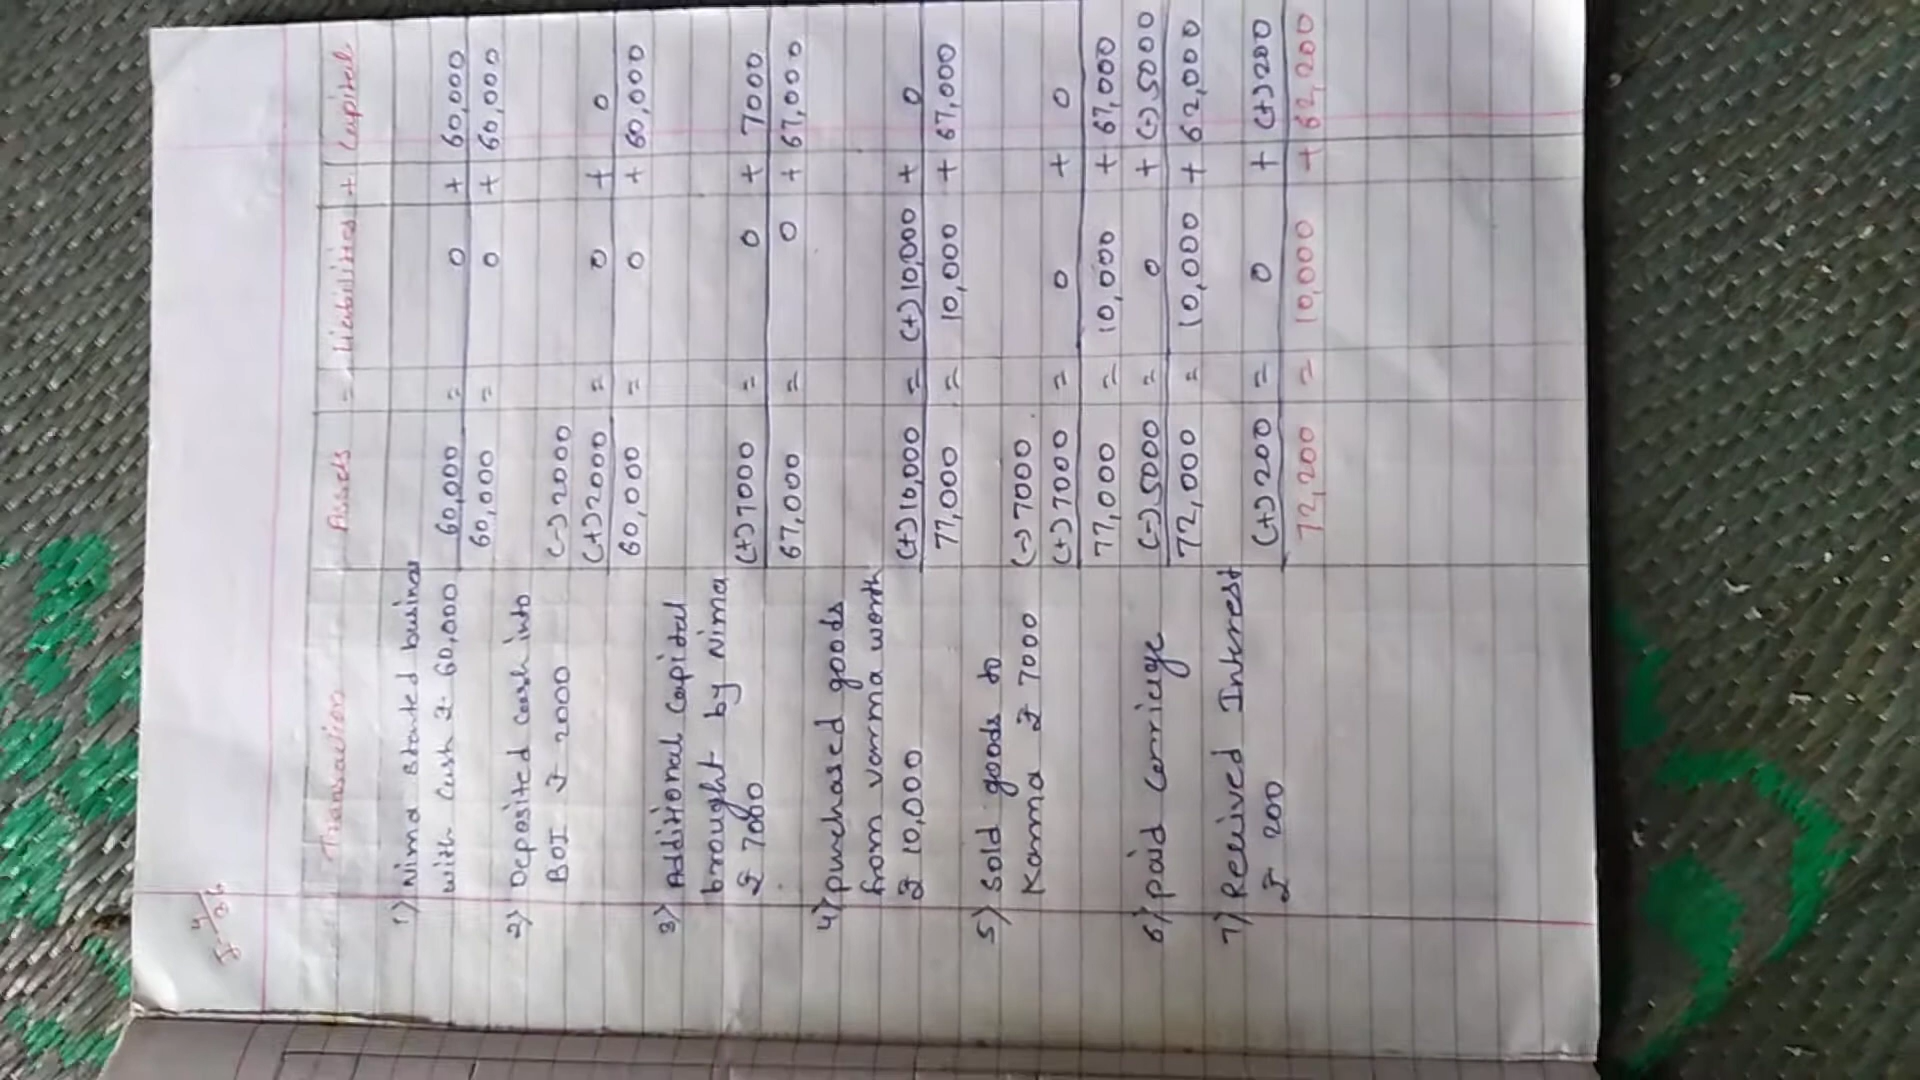 Transaction Assets = Liabilities + Capital
1) Nima started busines
with Cash ₹ 60,000 60,000 = 0 + 60,000
60,000 = 0 + 60,000
2) Deposited cash into (-) 2000
BOI ₹ 2000 (+) 2000 = 0 + 0
60,000 = 0 + 60,000
3) Additional Capital
brought by Nima
₹ 7000 (+) 7000 = 0 + 7000
67,000 = 0 + 67,000
4) purchased goods
from varma worth
₹ 10,000 (+) 10,000 = (+) 10,000 + 0
77,000 = 10,000 + 67,000
5) Sold goods to
Karma ₹ 7000 (-) 7000
(+) 7000 = 0 + 0
77,000 = 10,000 + 67,000
6) paid carriage (-) 5000 = 0 + (-) 5000
72,000 = 10,000 + 62,000
7) Received Interest
₹ 200 (+) 200 = 0 + (+) 200
72,200 = 10,000 + 62,200